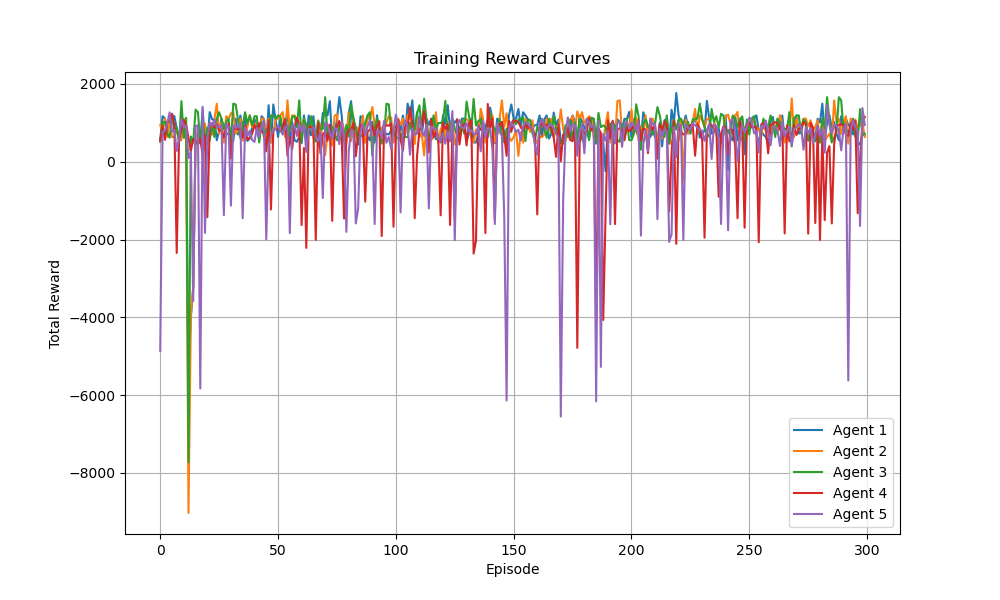 Training Reward Curves
Total Reward
2000
0
−2000
−4000
−6000
−8000
0 50 100 150 200 250 300
Episode
Agent 1
Agent 2
Agent 3
Agent 4
Agent 5